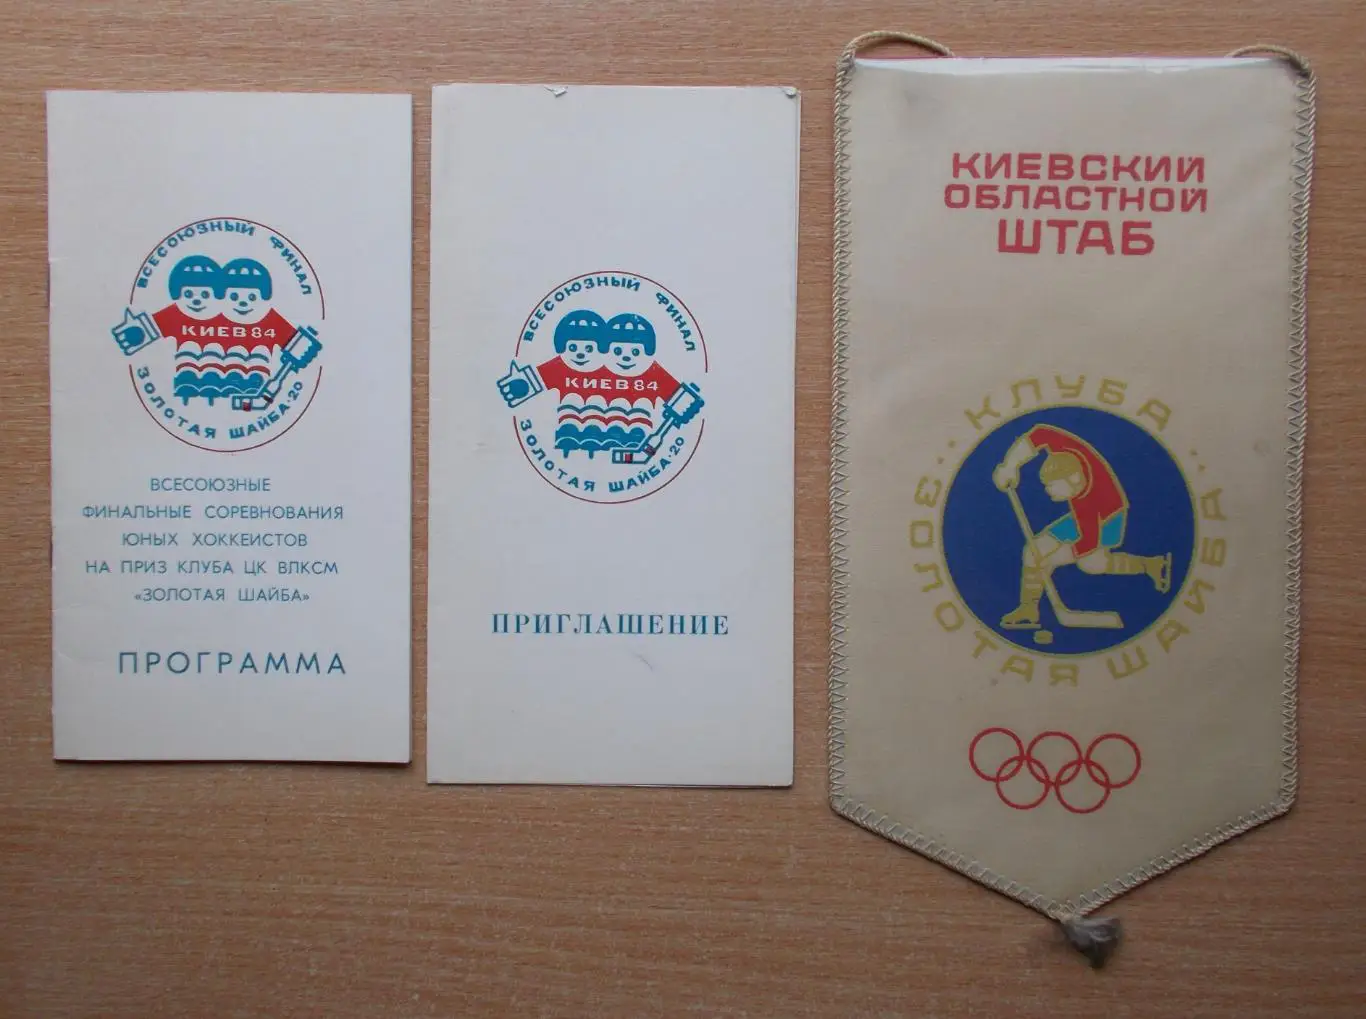 ВСЕСОЮЗНЫЙ ФИНАЛ
КИЕВ 84
ЗОЛОТАЯ ШАЙБА·20
ВСЕСОЮЗНЫЕ
ФИНАЛЬНЫЕ СОРЕВНОВАНИЯ
ЮНЫХ ХОККЕИСТОВ
НА ПРИЗ КЛУБА ЦК ВЛКСМ
«ЗОЛОТАЯ ШАЙБА»
ПРОГРАММА
ВСЕСОЮЗНЫЙ ФИНАЛ
КИЕВ 84
ЗОЛОТАЯ ШАЙБА·20
ПРИГЛАШЕНИЕ
КИЕВСКИЙ
ОБЛАСТНОЙ
ШТАБ
··КЛУБА··
ЗОЛОТАЯ ШАЙБА